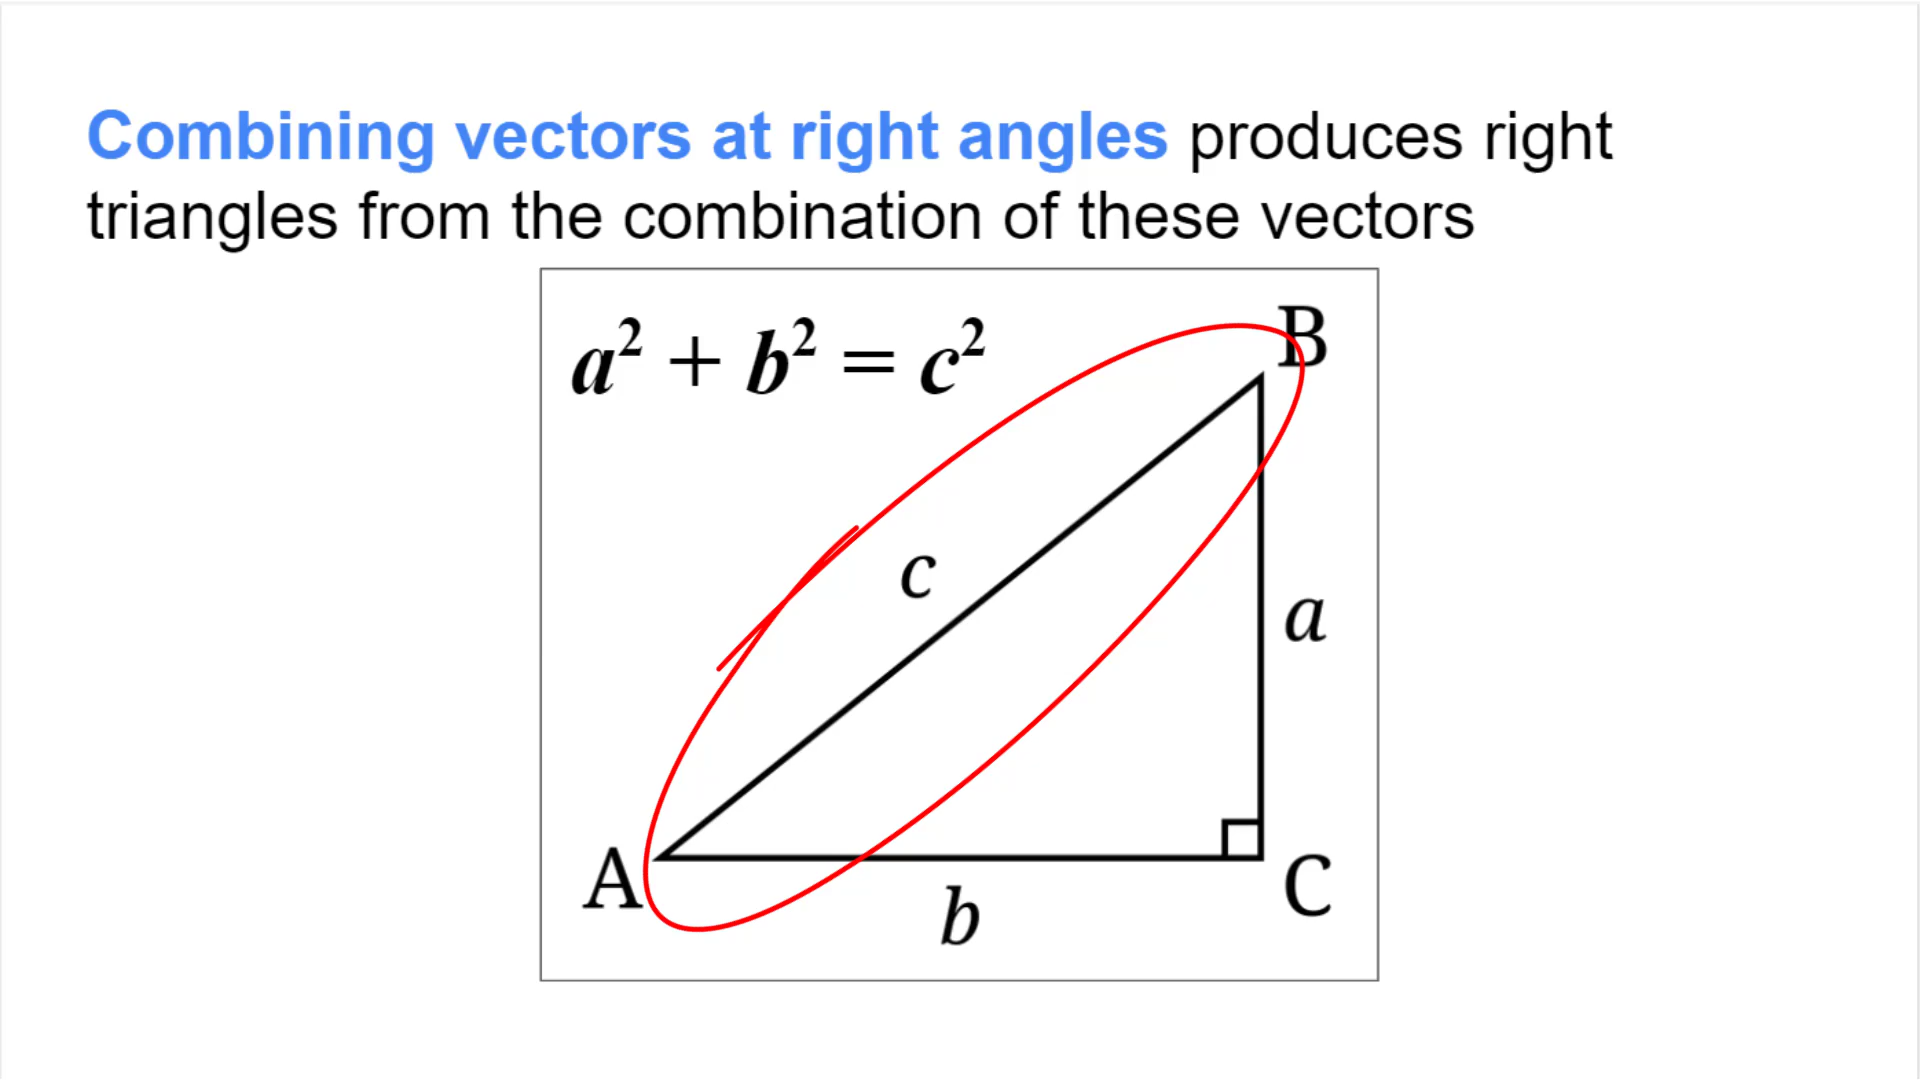 Combining vectors at right angles produces right
triangles from the combination of these vectors
a² + b² = c²
B
c
a
A
C
b